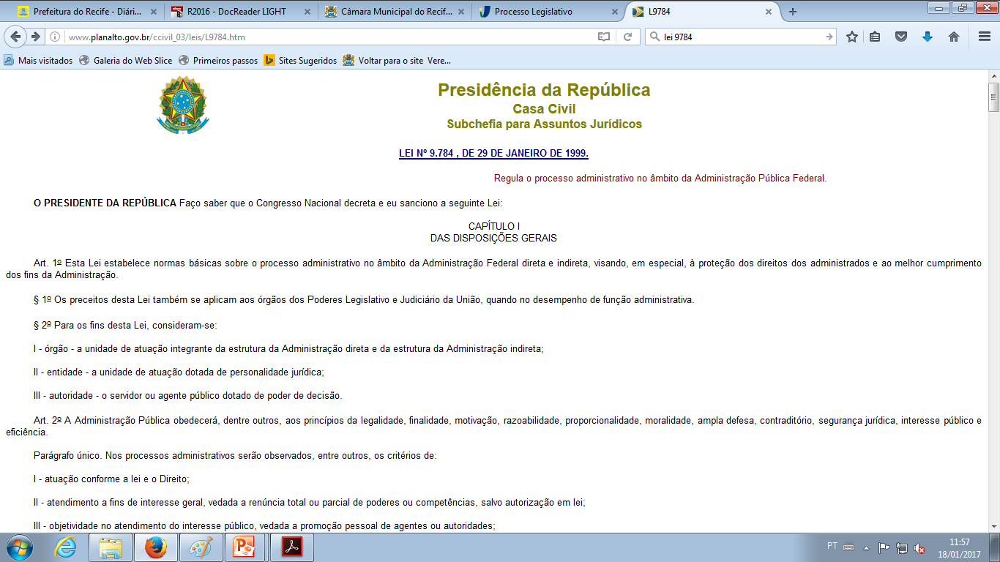 Prefeitura do Recife - Diári...
R2016 - DocReader LIGHT
Câmara Municipal do Recif...
Processo Legislativo
L9784
www.planalto.gov.br/ccivil_03/leis/L9784.htm
lei 9784
Mais visitados
Galeria do Web Slice
Primeiros passos
Sites Sugeridos
Voltar para o site Vere...
Presidência da República
Casa Civil
Subchefia para Assuntos Jurídicos
LEI Nº 9.784 , DE 29 DE JANEIRO DE 1999.
Regula o processo administrativo no âmbito da Administração Pública Federal.
O PRESIDENTE DA REPÚBLICA Faço saber que o Congresso Nacional decreta e eu sanciono a seguinte Lei:
CAPÍTULO I
DAS DISPOSIÇÕES GERAIS
Art. 1º Esta Lei estabelece normas básicas sobre o processo administrativo no âmbito da Administração Federal direta e indireta, visando, em especial, à proteção dos direitos dos administrados e ao melhor cumprimento
dos fins da Administração.
§ 1º Os preceitos desta Lei também se aplicam aos órgãos dos Poderes Legislativo e Judiciário da União, quando no desempenho de função administrativa.
§ 2º Para os fins desta Lei, consideram-se:
I - órgão - a unidade de atuação integrante da estrutura da Administração direta e da estrutura da Administração indireta;
II - entidade - a unidade de atuação dotada de personalidade jurídica;
III - autoridade - o servidor ou agente público dotado de poder de decisão.
Art. 2º A Administração Pública obedecerá, dentre outros, aos princípios da legalidade, finalidade, motivação, razoabilidade, proporcionalidade, moralidade, ampla defesa, contraditório, segurança jurídica, interesse público e
eficiência.
Parágrafo único. Nos processos administrativos serão observados, entre outros, os critérios de:
I - atuação conforme a lei e o Direito;
II - atendimento a fins de interesse geral, vedada a renúncia total ou parcial de poderes ou competências, salvo autorização em lei;
III - objetividade no atendimento do interesse público, vedada a promoção pessoal de agentes ou autoridades;
PT
11:57
18/01/2017